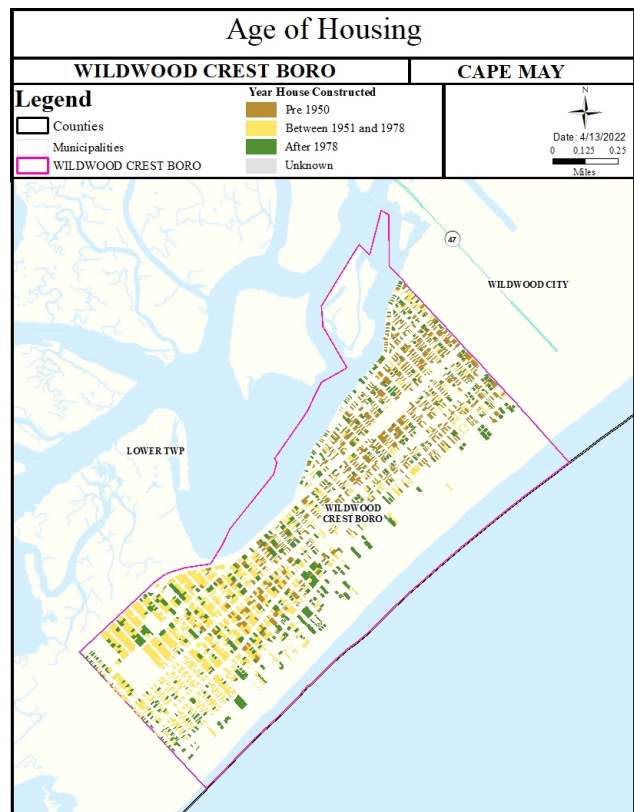 Age of Housing
WILDWOOD CREST BORO
CAPE MAY
Legend
Counties
Municipalities
WILDWOOD CREST BORO
Year House Constructed
Pre 1950
Between 1951 and 1978
After 1978
Unknown
N
Date: 4/13/2022
0 0.125 0.25
Miles
47
WILDWOOD CITY
LOWER TWP
WILDWOOD
CREST BORO